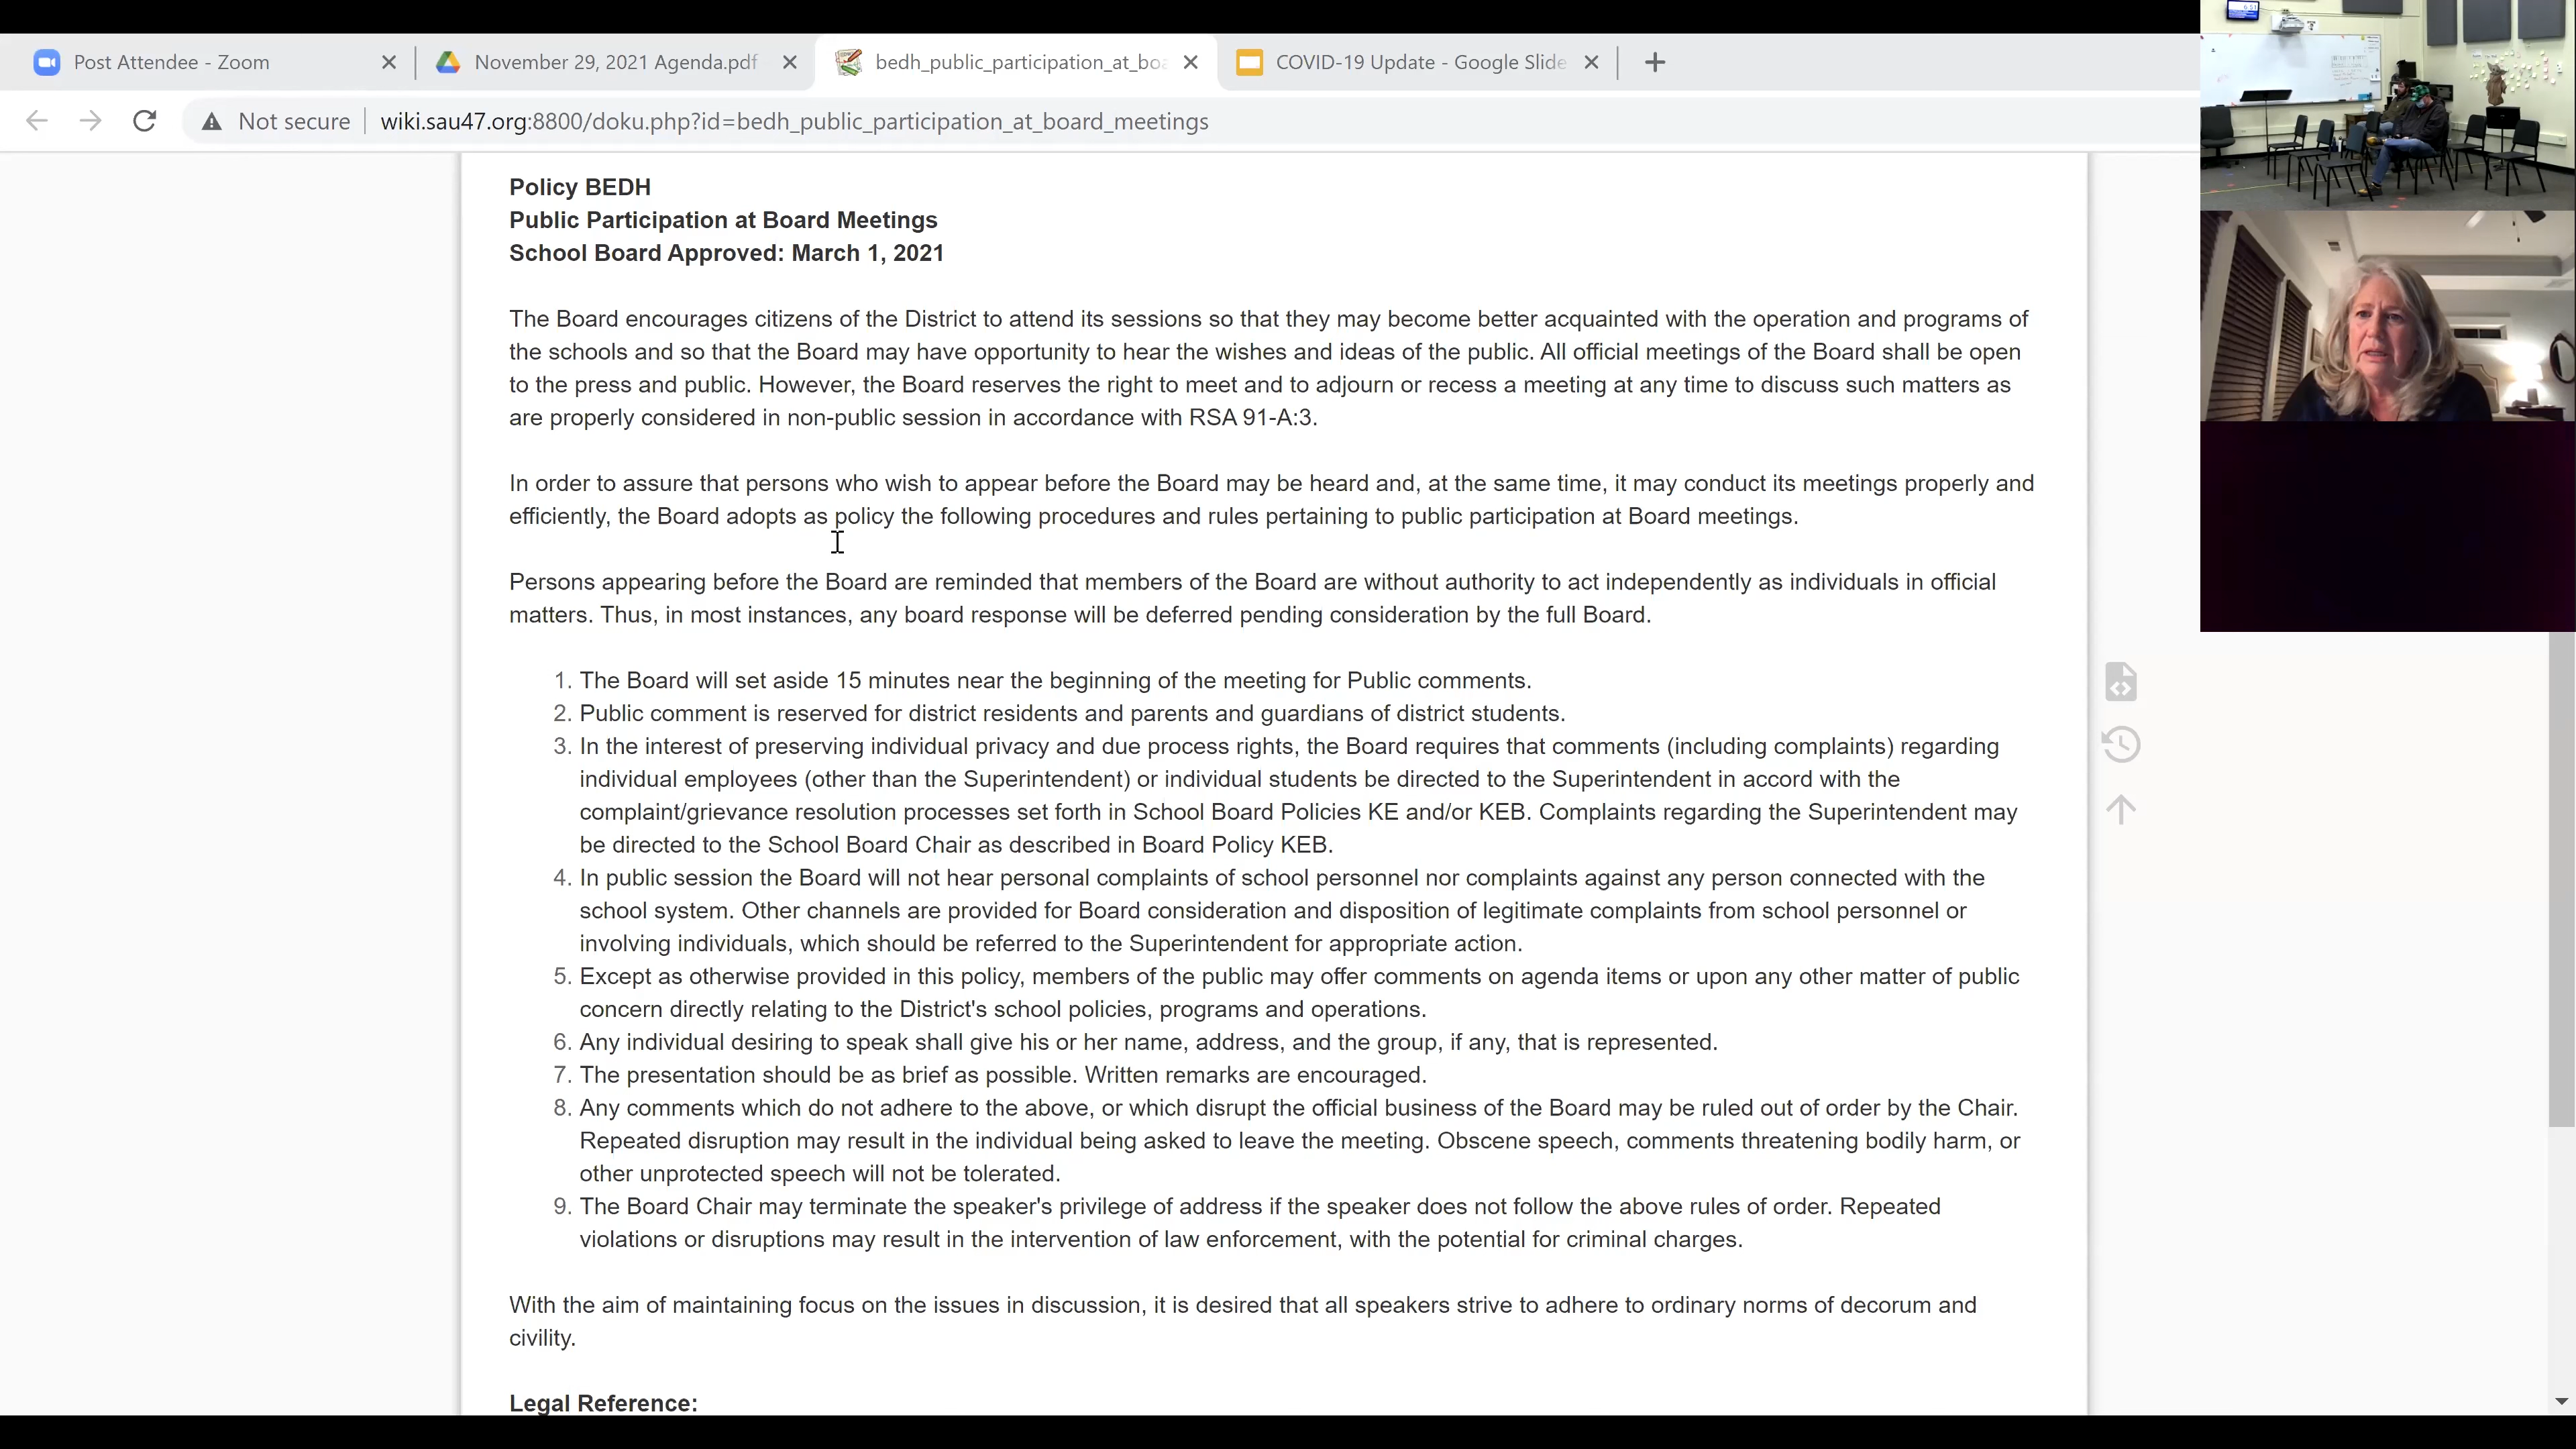 Post Attendee - Zoom
November 29, 2021 Agenda.pdf
bedh_public_participation_at_boa
COVID-19 Update - Google Slide
Not secure
wiki.sau47.org:8800/doku.php?id=bedh_public_participation_at_board_meetings
Policy BEDH
Public Participation at Board Meetings
School Board Approved: March 1, 2021
The Board encourages citizens of the District to attend its sessions so that they may become better acquainted with the operation and programs of
the schools and so that the Board may have opportunity to hear the wishes and ideas of the public. All official meetings of the Board shall be open
to the press and public. However, the Board reserves the right to meet and to adjourn or recess a meeting at any time to discuss such matters as
are properly considered in non-public session in accordance with RSA 91-A:3.
In order to assure that persons who wish to appear before the Board may be heard and, at the same time, it may conduct its meetings properly and
efficiently, the Board adopts as policy the following procedures and rules pertaining to public participation at Board meetings.
Persons appearing before the Board are reminded that members of the Board are without authority to act independently as individuals in official
matters. Thus, in most instances, any board response will be deferred pending consideration by the full Board.
1. The Board will set aside 15 minutes near the beginning of the meeting for Public comments.
2. Public comment is reserved for district residents and parents and guardians of district students.
3. In the interest of preserving individual privacy and due process rights, the Board requires that comments (including complaints) regarding
individual employees (other than the Superintendent) or individual students be directed to the Superintendent in accord with the
complaint/grievance resolution processes set forth in School Board Policies KE and/or KEB. Complaints regarding the Superintendent may
be directed to the School Board Chair as described in Board Policy KEB.
4. In public session the Board will not hear personal complaints of school personnel nor complaints against any person connected with the
school system. Other channels are provided for Board consideration and disposition of legitimate complaints from school personnel or
involving individuals, which should be referred to the Superintendent for appropriate action.
5. Except as otherwise provided in this policy, members of the public may offer comments on agenda items or upon any other matter of public
concern directly relating to the District's school policies, programs and operations.
6. Any individual desiring to speak shall give his or her name, address, and the group, if any, that is represented.
7. The presentation should be as brief as possible. Written remarks are encouraged.
8. Any comments which do not adhere to the above, or which disrupt the official business of the Board may be ruled out of order by the Chair.
Repeated disruption may result in the individual being asked to leave the meeting. Obscene speech, comments threatening bodily harm, or
other unprotected speech will not be tolerated.
9. The Board Chair may terminate the speaker's privilege of address if the speaker does not follow the above rules of order. Repeated
violations or disruptions may result in the intervention of law enforcement, with the potential for criminal charges.
With the aim of maintaining focus on the issues in discussion, it is desired that all speakers strive to adhere to ordinary norms of decorum and
civility.
Legal Reference: